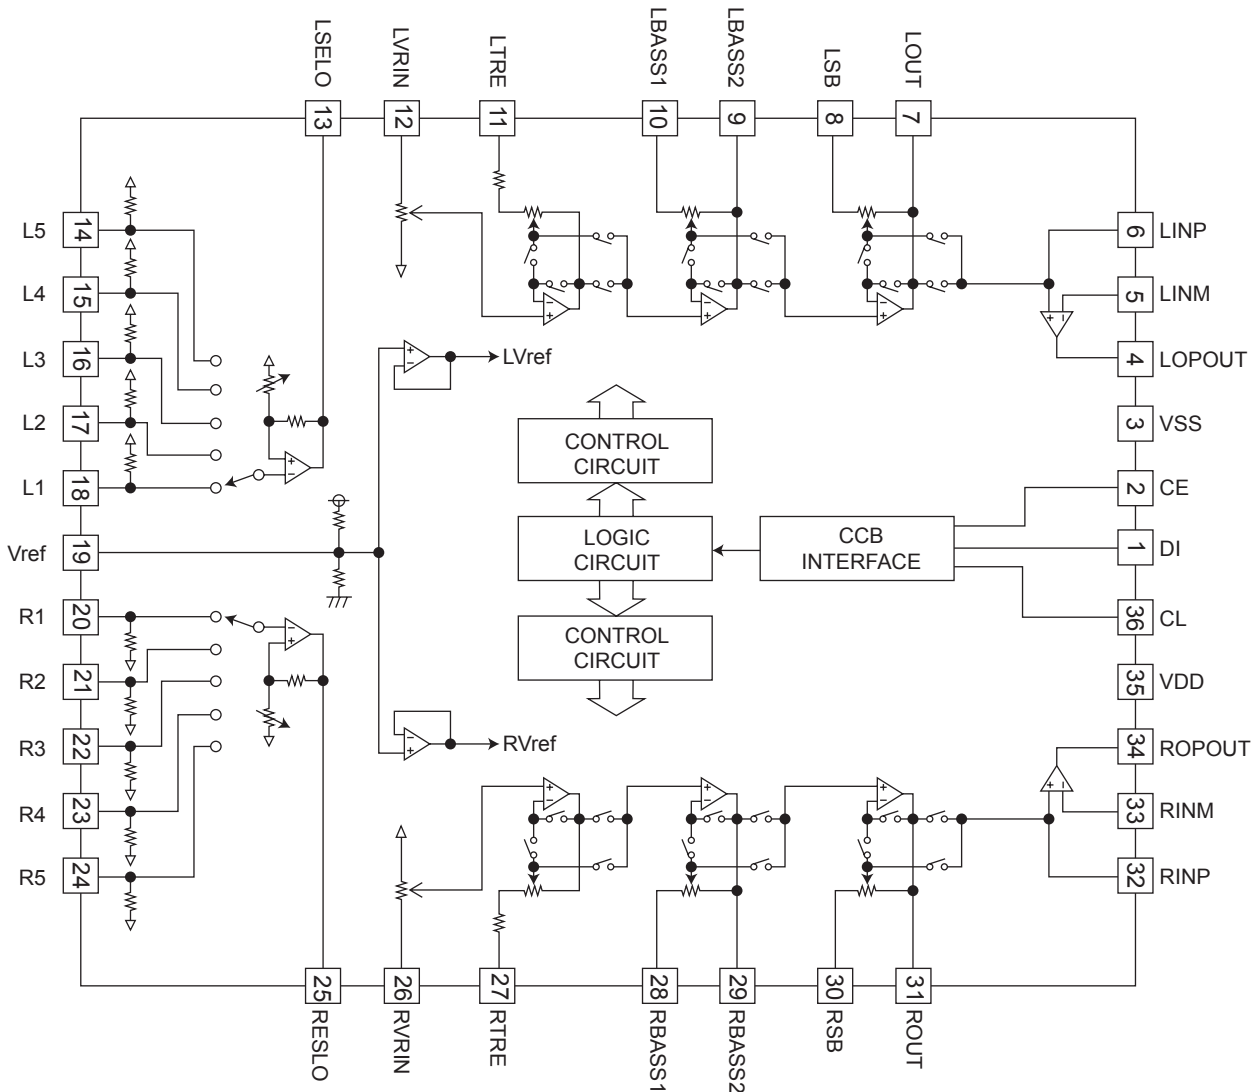 LSELO
LVRIN
LTRE
LBASS1
LBASS2
LSB
LOUT
13
12
11
10
9
8
7
L5
14
L4
15
L3
16
L2
17
L1
18
Vref
19
R1
20
R2
21
R3
22
R4
23
R5
24
6
LINP
5
LINM
4
LOPOUT
3
VSS
2
CE
1
DI
36
CL
35
VDD
34
ROPOUT
33
RINM
32
RINP
LVref
RVref
CONTROL
CIRCUIT
LOGIC
CIRCUIT
CONTROL
CIRCUIT
CCB
INTERFACE
25
26
27
28
29
30
31
RESLO
RVRIN
RTRE
RBASS1
RBASS2
RSB
ROUT